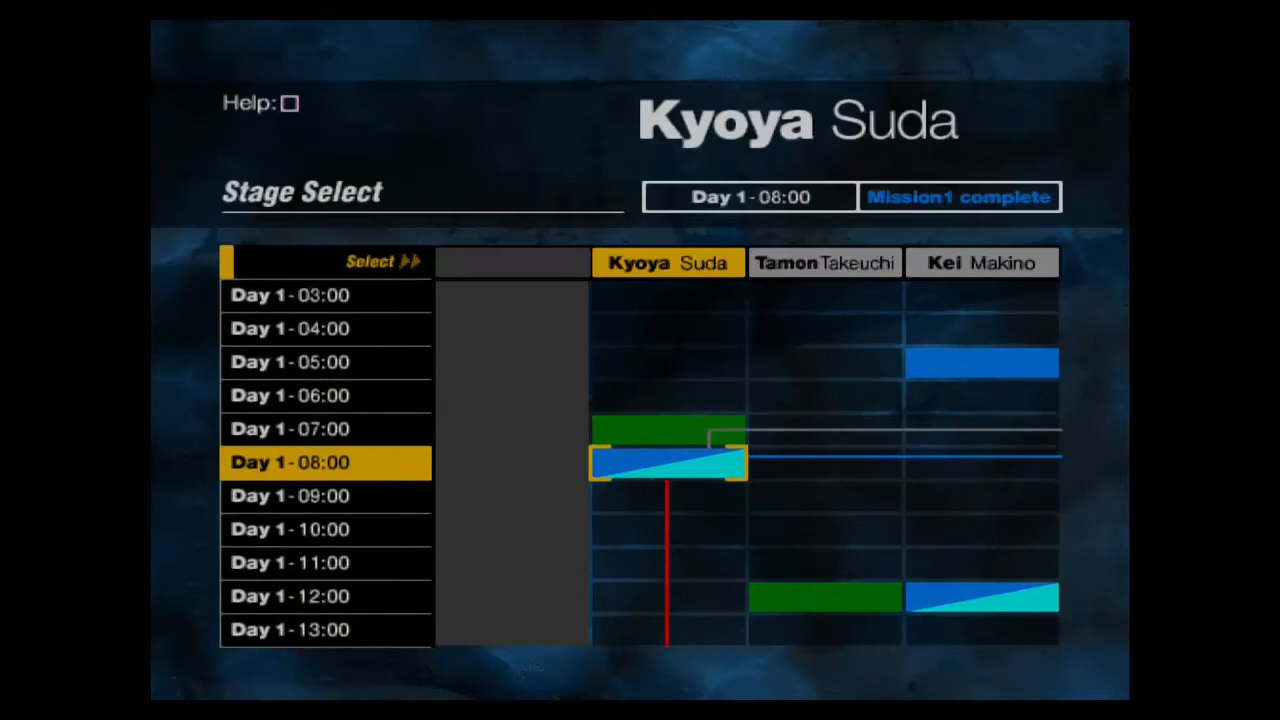 Help:
Kyoya Suda
Stage Select
Day 1-08:00
Mission1 complete
Select
Kyoya Suda
Tamon Takeuchi
Kei Makino
Day 1-03:00
Day 1-04:00
Day 1-05:00
Day 1-06:00
Day 1-07:00
Day 1-08:00
Day 1-09:00
Day 1-10:00
Day 1-11:00
Day 1-12:00
Day 1-13:00